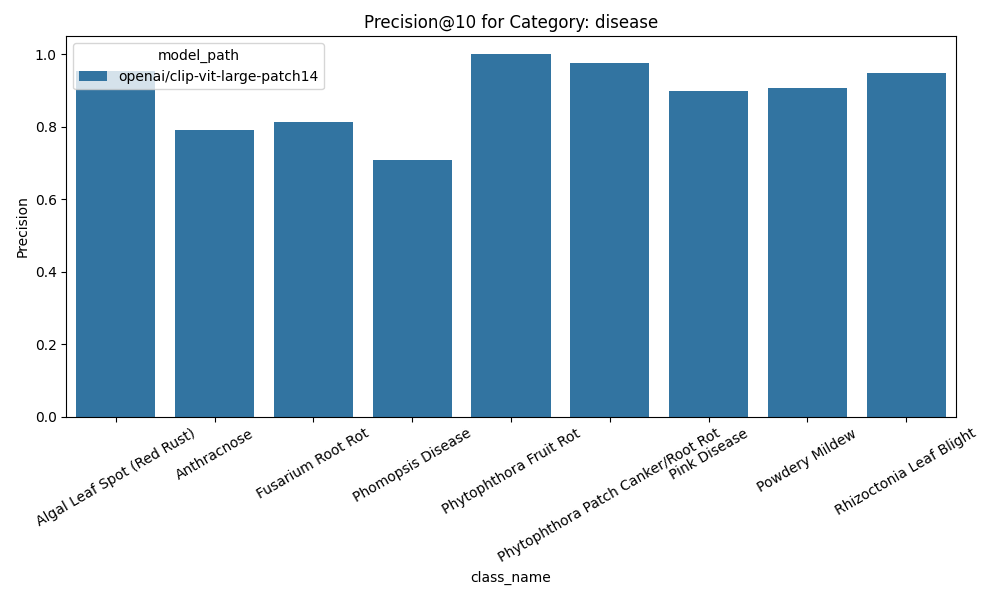 Precision@10 for Category: disease
model_path
openai/clip-vit-large-patch14
Precision
1.0
0.8
0.6
0.4
0.2
0.0
Algal Leaf Spot (Red Rust)
Anthracnose
Fusarium Root Rot
Phomopsis Disease
Phytophthora Fruit Rot
Phytophthora Patch Canker/Root Rot
Pink Disease
Powdery Mildew
Rhizoctonia Leaf Blight
class_name